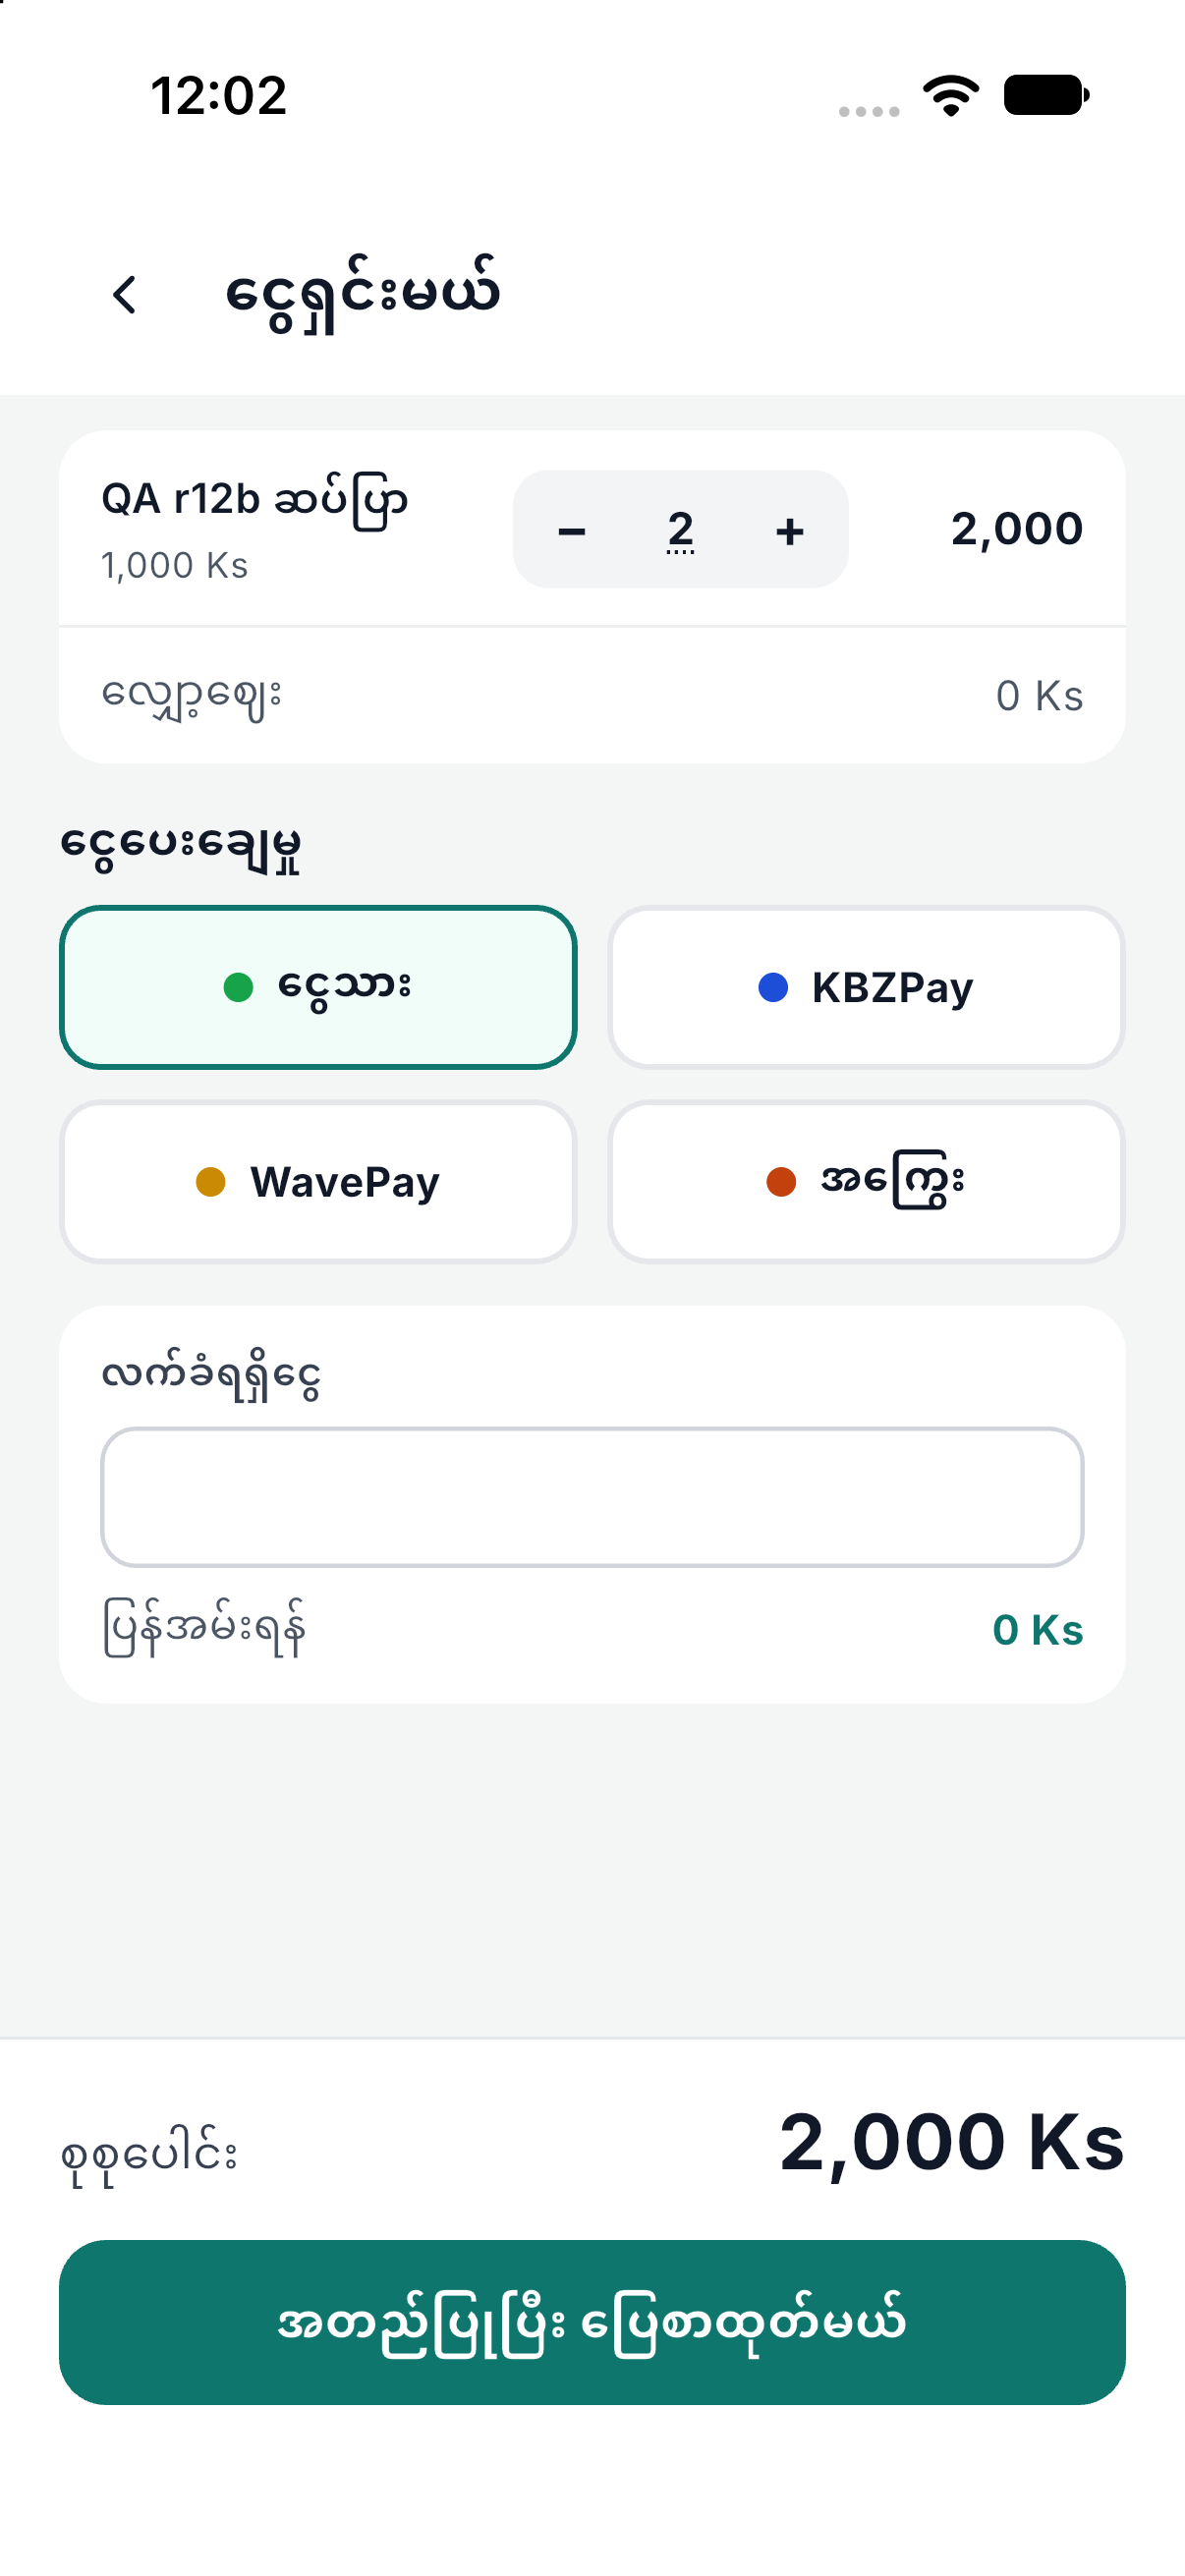 12:02
ငွေရှင်းမယ်
QA r12b ဆပ်ပြာ
1,000 Ks
− 2 +
2,000
လျှော့ဈေး
0 Ks
ငွေပေးချေမှု
ငွေသား
KBZPay
WavePay
အကြွေး
လက်ခံရရှိငွေ
ပြန်အမ်းရန်
0 Ks
စုစုပေါင်း
2,000 Ks
အတည်ပြုပြီး ပြေစာထုတ်မယ်